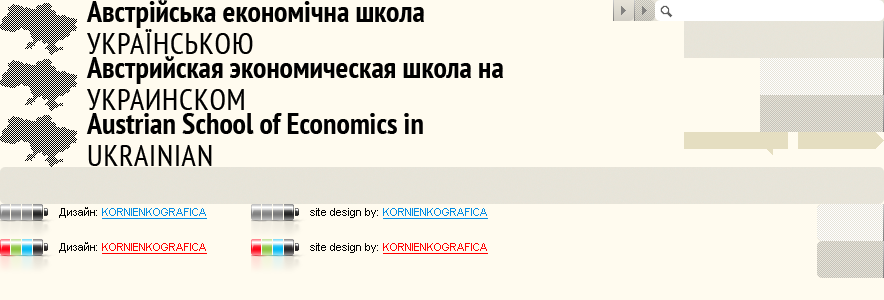 Австрійська економічна школа
УКРАЇНСЬКОЮ
Австрийская экономическая школа на
УКРАИНСКОМ
Austrian School of Economics in
UKRAINIAN
Дизайн: KORNIENKOGRAFICA site design by: KORNIENKOGRAFICA
Дизайн: KORNIENKOGRAFICA site design by: KORNIENKOGRAFICA